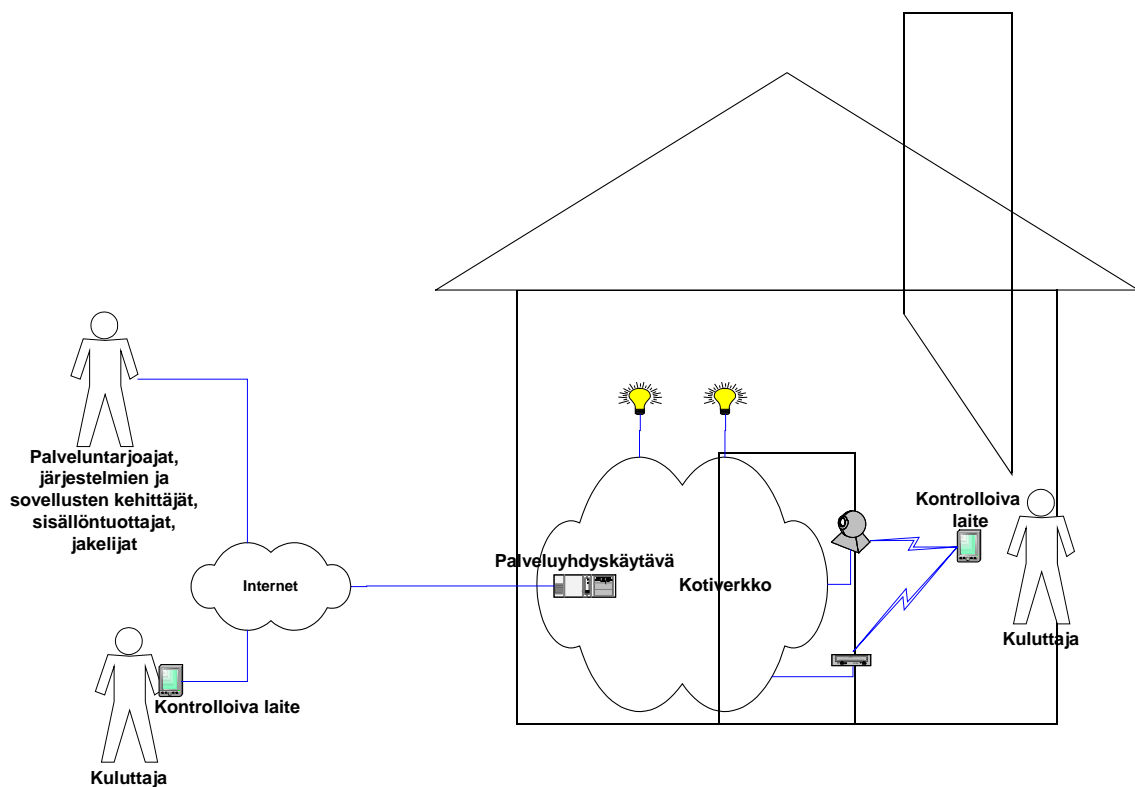 Palveluntarjoajat,
järjestelmien ja
sovellusten kehittäjät,
sisällöntuottajat,
jakelijat
Internet
Kontrolloiva laite
Kuluttaja
Palveluyhdyskäytävä
Kotiverkko
Kontrolloiva
laite
Kuluttaja